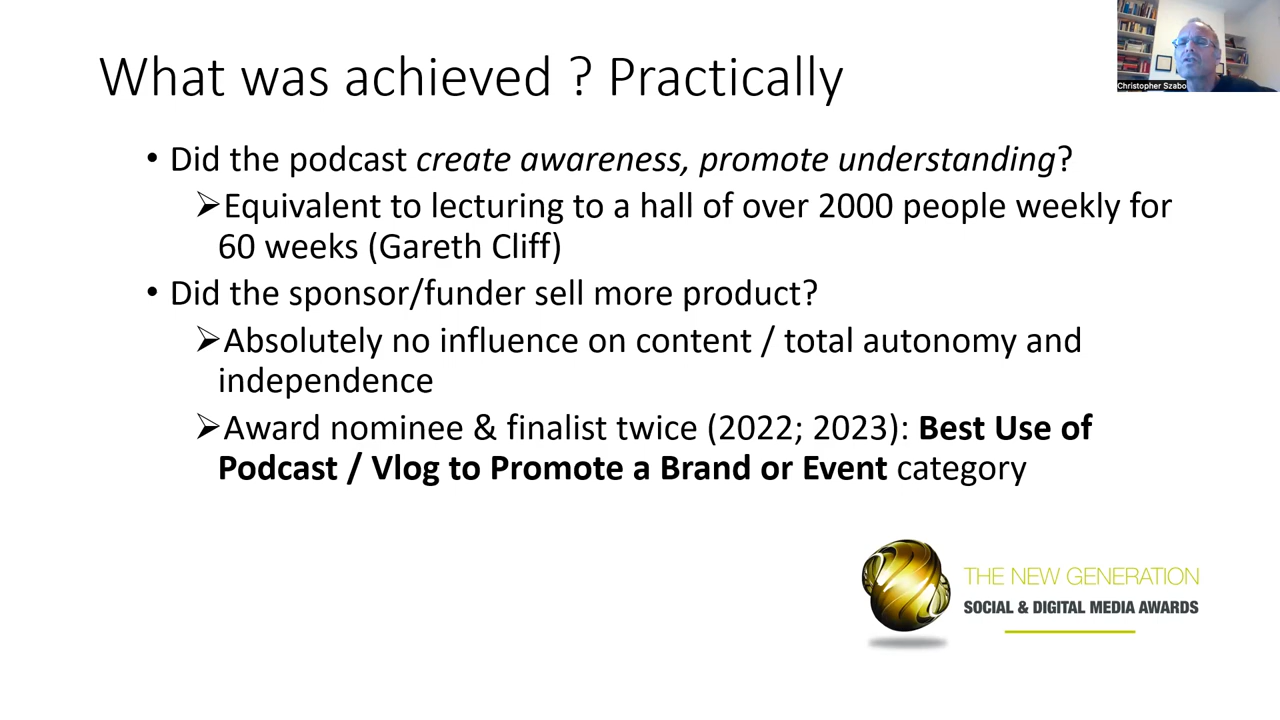 What was achieved ? Practically
Christopher Szabo
• Did the podcast create awareness, promote understanding?
➢Equivalent to lecturing to a hall of over 2000 people weekly for
60 weeks (Gareth Cliff)
• Did the sponsor/funder sell more product?
➢Absolutely no influence on content / total autonomy and
independence
➢Award nominee & finalist twice (2022; 2023): Best Use of
Podcast / Vlog to Promote a Brand or Event category
THE NEW GENERATION
SOCIAL & DIGITAL MEDIA AWARDS